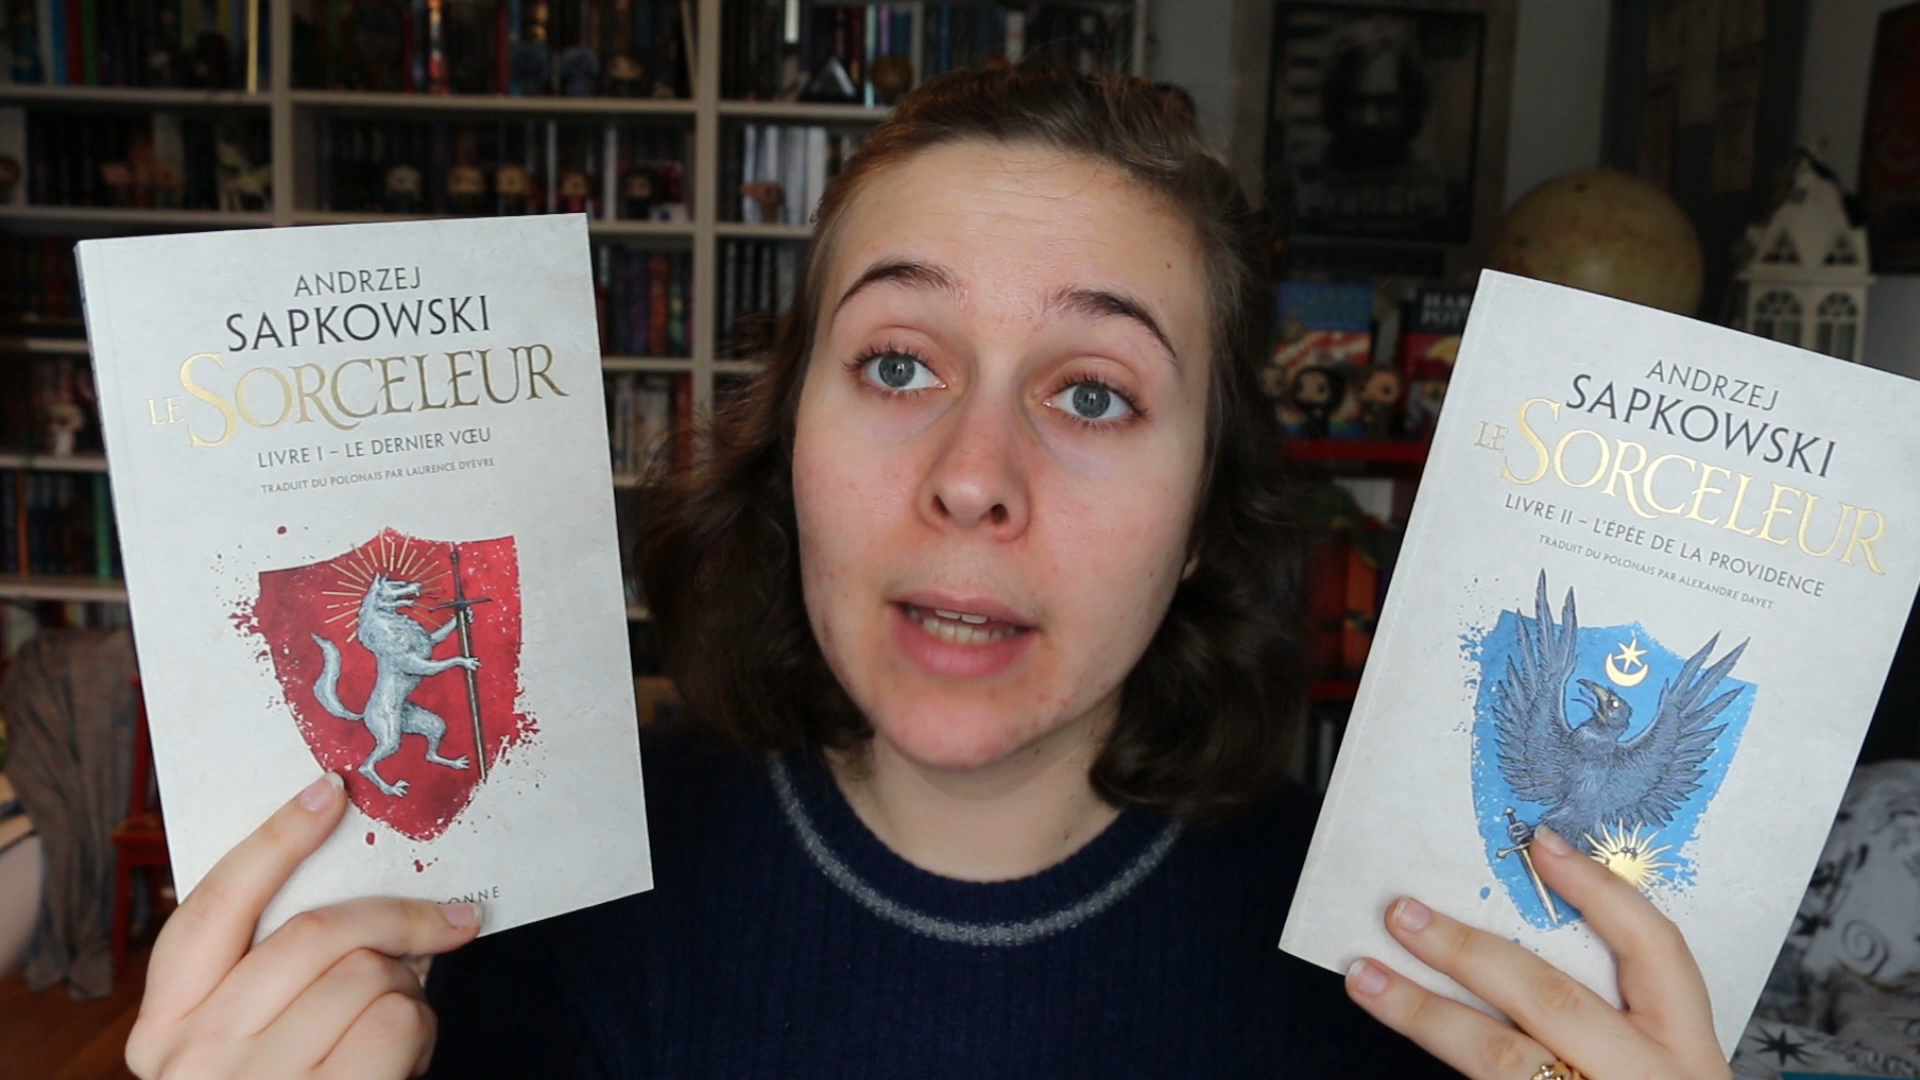 ANDRZEJ
SAPKOWSKI
LE SORCELEUR
LIVRE I – LE DERNIER VŒU
TRADUIT DU POLONAIS PAR LAURENCE DYÈVRE
ANDRZEJ
SAPKOWSKI
LE SORCELEUR
LIVRE II – L'ÉPÉE DE LA PROVIDENCE
TRADUIT DU POLONAIS PAR ALEXANDRE DAYET